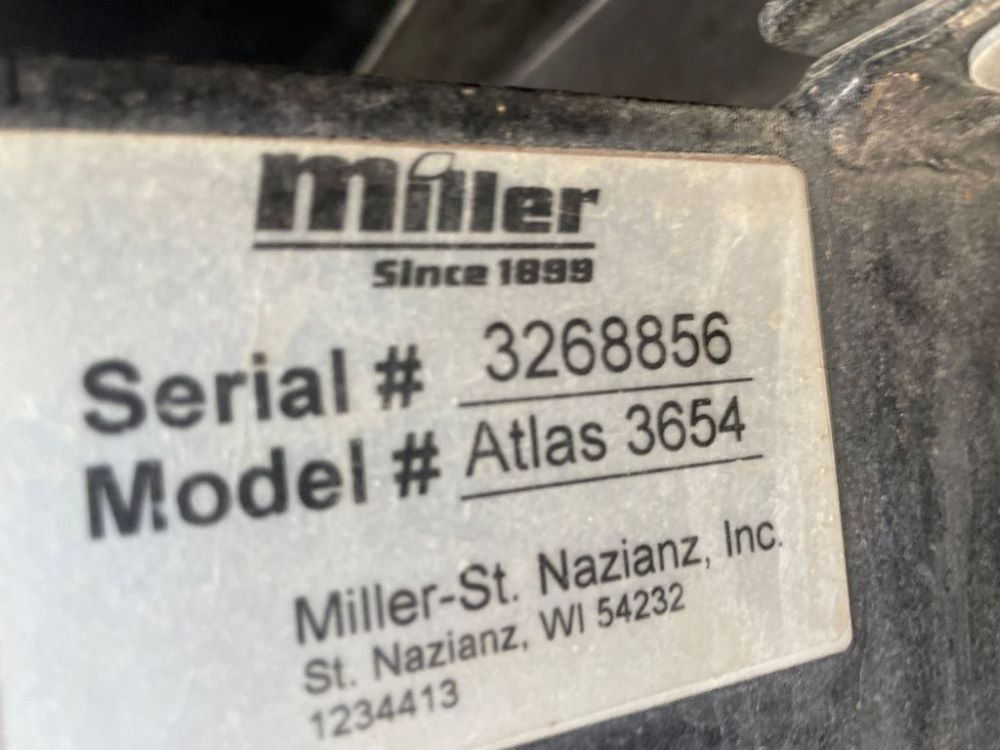 miller
Since 1899
Serial # 3268856
Model # Atlas 3654
Miller-St. Nazianz, Inc.
St. Nazianz, WI 54232
1234413